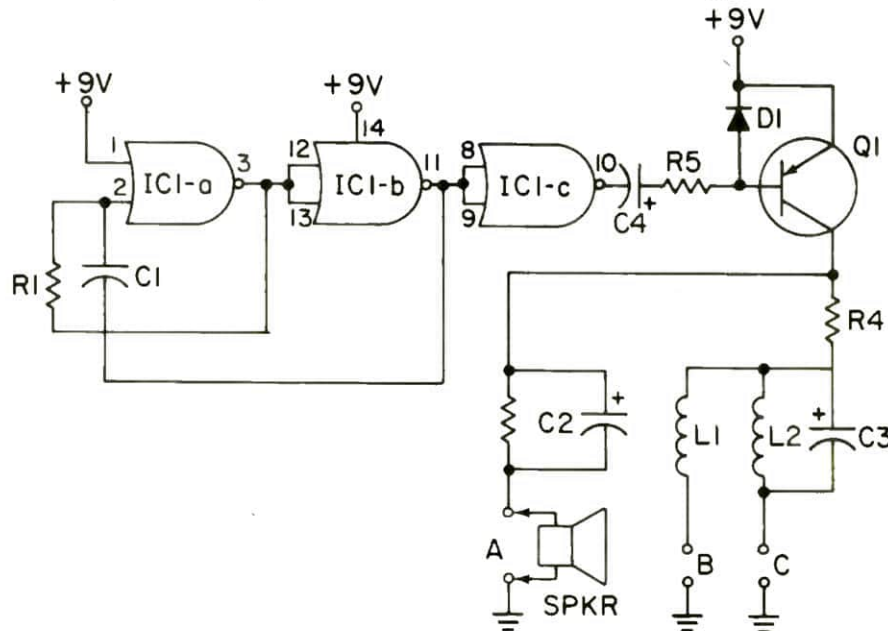 +9V
+9V
+9V
1
2
3
IC1-a
12
13
14
IC1-b
11
8
9
IC1-c
10
C4
+
R5
D1
Q1
R1
C1
R4
C2
+
L1
L2
+
C3
A
SPKR
B
C